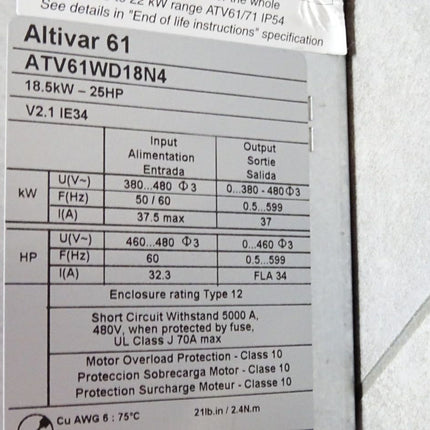 whole
22 kW range ATV61/71 IP54
See details in "End of life instructions" specification
Altivar 61
ATV61WD18N4
18.5kW – 25HP
V2.1 IE34
Input Output
Alimentation Sortie
Entrada Salida
kW U(V~) 380...480 Φ3 0...380 - 480Φ3
F(Hz) 50 / 60 0.5...599
I(A) 37.5 max 37
HP U(V~) 460...480 Φ3 0...460 Φ3
F(Hz) 60 0.5...599
I(A) 32.3 FLA 34
Enclosure rating Type 12
Short Circuit Withstand 5000 A,
480V, when protected by fuse,
UL Class J 70A max
Motor Overload Protection - Class 10
Proteccion Sobrecarga Motor - Clase 10
Protection Surcharge Moteur - Classe 10
Cu AWG 6 : 75°C 21lb.in / 2.4N.m